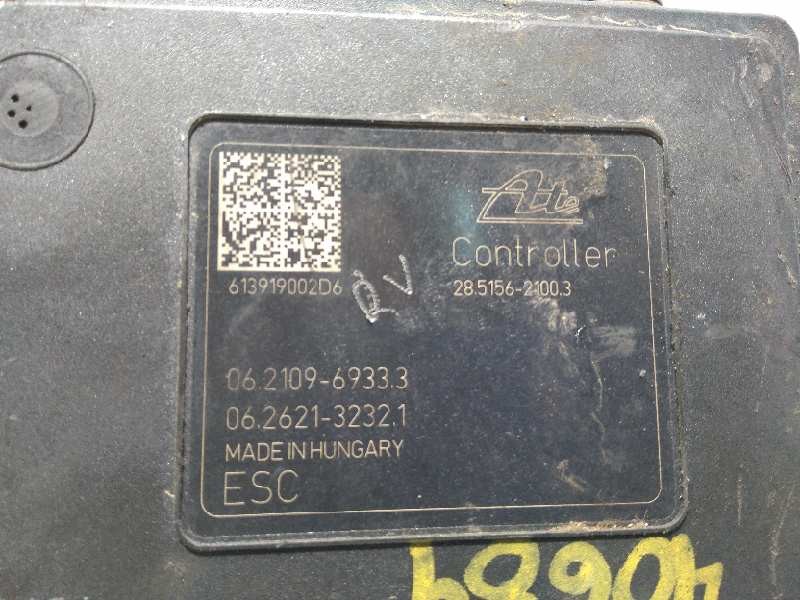 Ate
Controller
613919002D6
28.5156-2100.3
RV
06.2109-6933.3
06.2621-3232.1
MADE IN HUNGARY
ESC